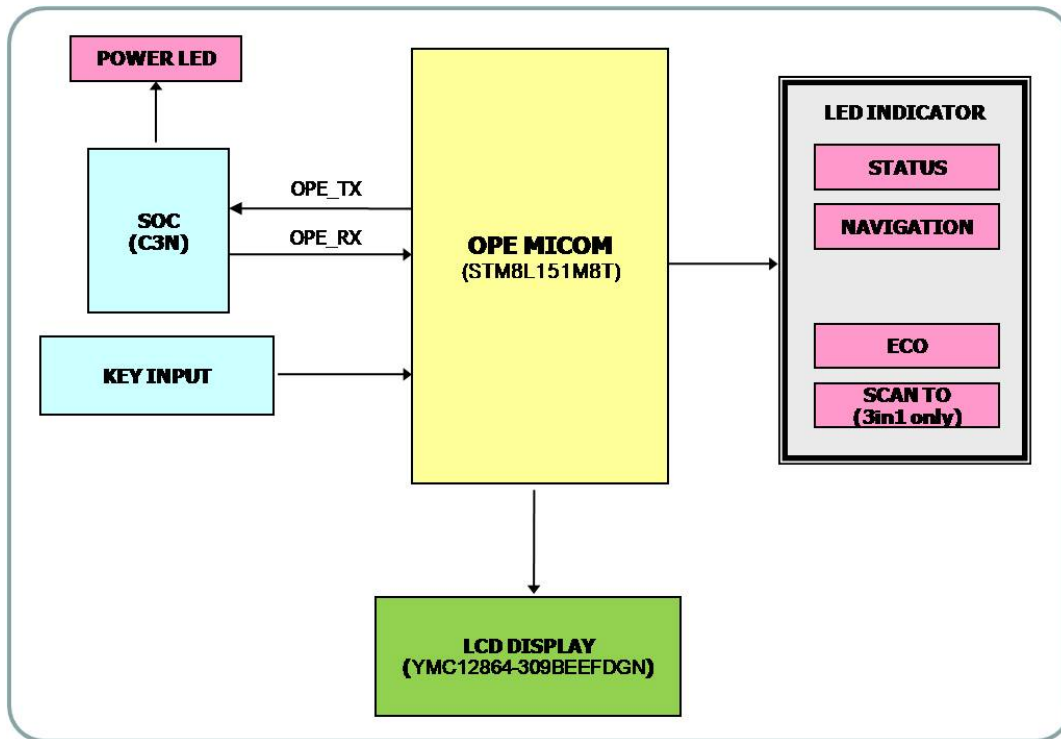 POWER LED
SOC
(C3N)
OPE_TX
OPE_RX
KEY INPUT
OPE MICOM
(STM8L151M8T)
LED INDICATOR
STATUS
NAVIGATION
ECO
SCAN TO
(3in1 only)
LCD DISPLAY
(YMC12864-309BEEFDGN)